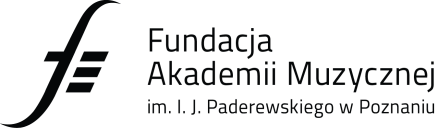 Fundacja
Akademii Muzycznej
im. I. J. Paderewskiego w Poznaniu